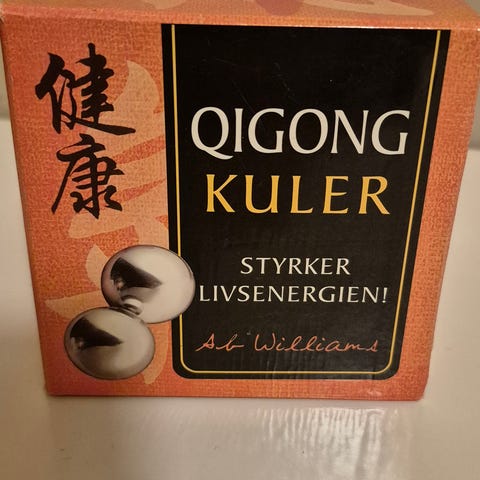 健康
QIGONG
KULER
STYRKER
LIVSENERGIEN!
Ab Williams